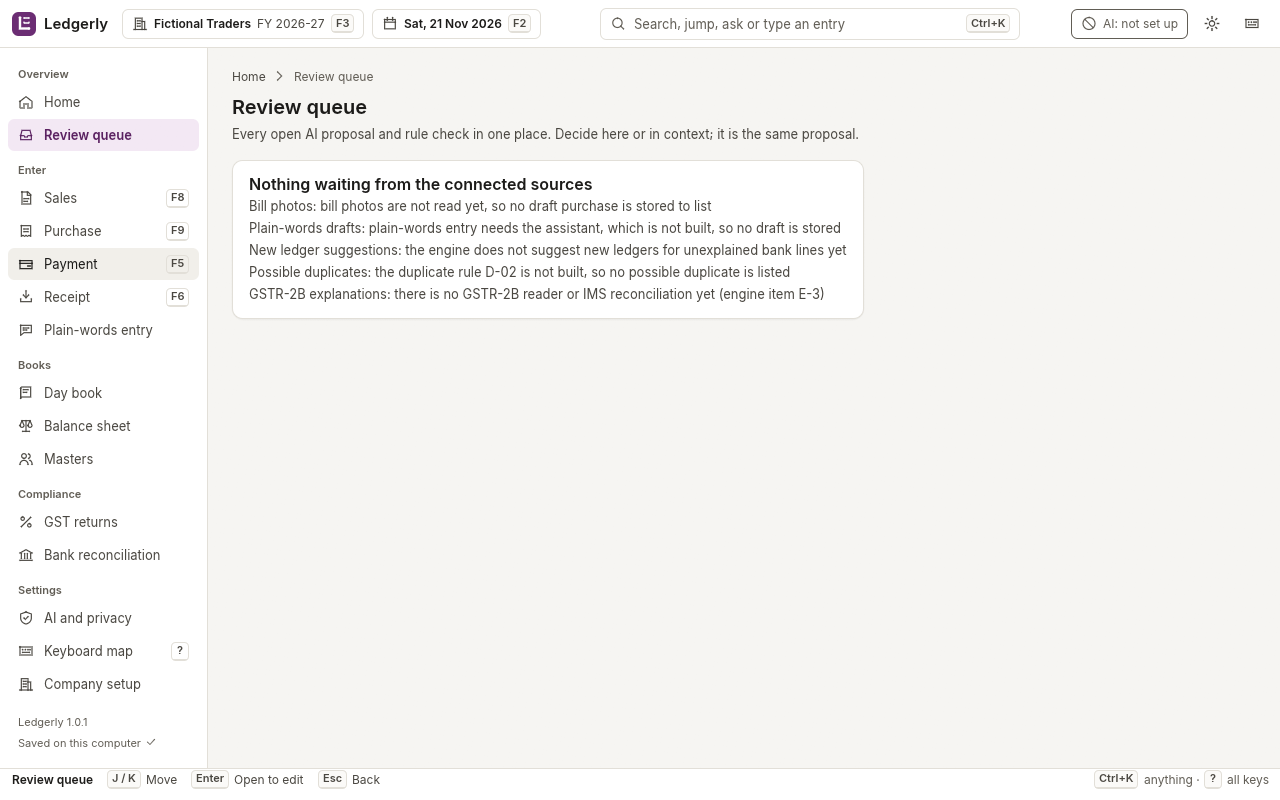 Ledgerly
Fictional Traders FY 2026-27 F3
Sat, 21 Nov 2026 F2
Search, jump, ask or type an entry Ctrl+K
AI: not set up
Overview
Home
Review queue
Enter
Sales F8
Purchase F9
Payment F5
Receipt F6
Plain-words entry
Books
Day book
Balance sheet
Masters
Compliance
GST returns
Bank reconciliation
Settings
AI and privacy
Keyboard map ?
Company setup
Ledgerly 1.0.1
Saved on this computer
Home Review queue
Review queue
Every open AI proposal and rule check in one place. Decide here or in context; it is the same proposal.
Nothing waiting from the connected sources
Bill photos: bill photos are not read yet, so no draft purchase is stored to list
Plain-words drafts: plain-words entry needs the assistant, which is not built, so no draft is stored
New ledger suggestions: the engine does not suggest new ledgers for unexplained bank lines yet
Possible duplicates: the duplicate rule D-02 is not built, so no possible duplicate is listed
GSTR-2B explanations: there is no GSTR-2B reader or IMS reconciliation yet (engine item E-3)
Review queue J / K Move Enter Open to edit Esc Back
Ctrl+K anything · ? all keys